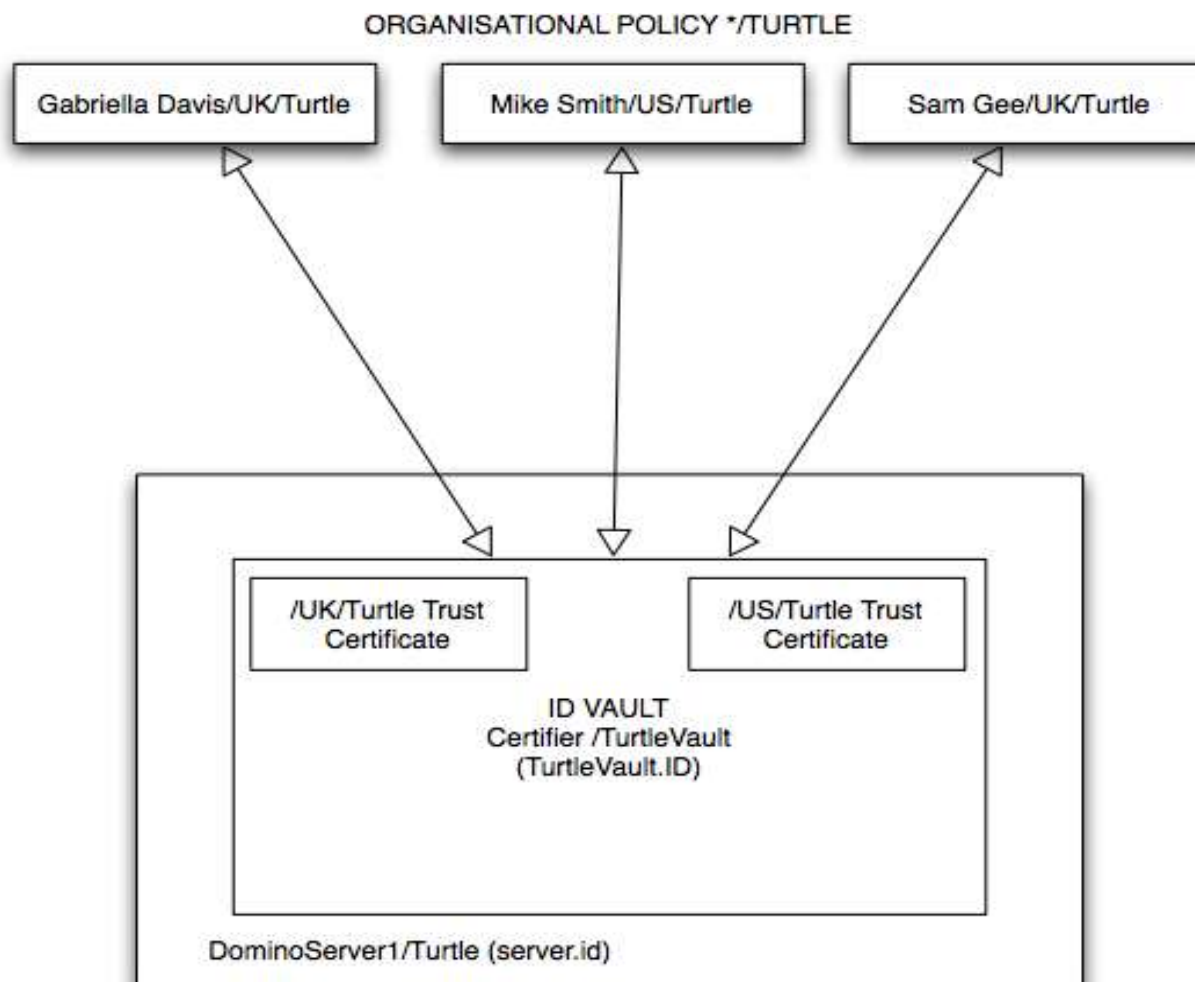 ORGANISATIONAL POLICY */TURTLE
Gabriella Davis/UK/Turtle
Mike Smith/US/Turtle
Sam Gee/UK/Turtle
/UK/Turtle Trust
Certificate
/US/Turtle Trust
Certificate
ID VAULT
Certifier /TurtleVault
(TurtleVault.ID)
DominoServer1/Turtle (server.id)